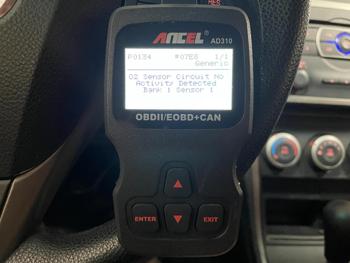 ANCEL
AD310
P0134 $07E8 1/1
Generic
O2 Sensor Circuit No
Activity Detected
Bank 1 Sensor 1
OBDII/EOBD+CAN
ENTER
EXIT